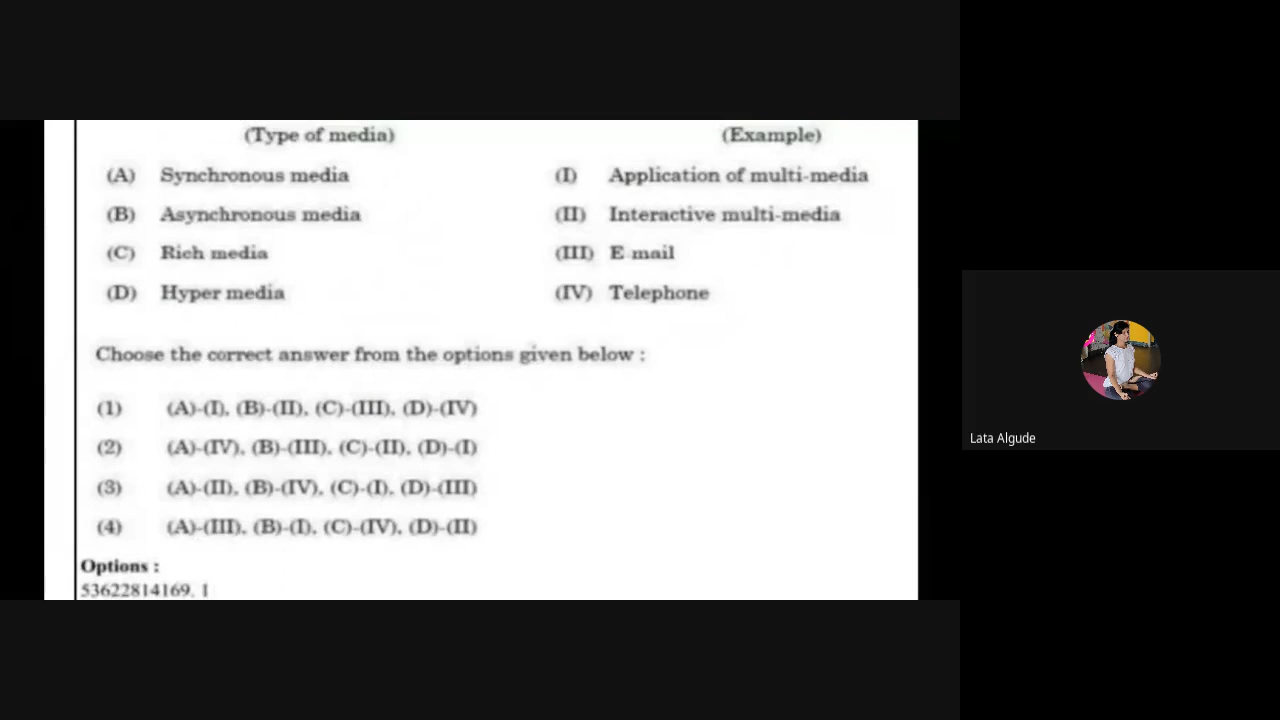 (Type of media) (Example)
(A) Synchronous media (I) Application of multi-media
(B) Asynchronous media (II) Interactive multi-media
(C) Rich media (III) E-mail
(D) Hyper media (IV) Telephone
Choose the correct answer from the options given below :
(1) (A)-(I), (B)-(II), (C)-(III), (D)-(IV)
(2) (A)-(IV), (B)-(III), (C)-(II), (D)-(I)
(3) (A)-(II), (B)-(IV), (C)-(I), (D)-(III)
(4) (A)-(III), (B)-(I), (C)-(IV), (D)-(II)
Options :
53622814169. 1
Lata Algude